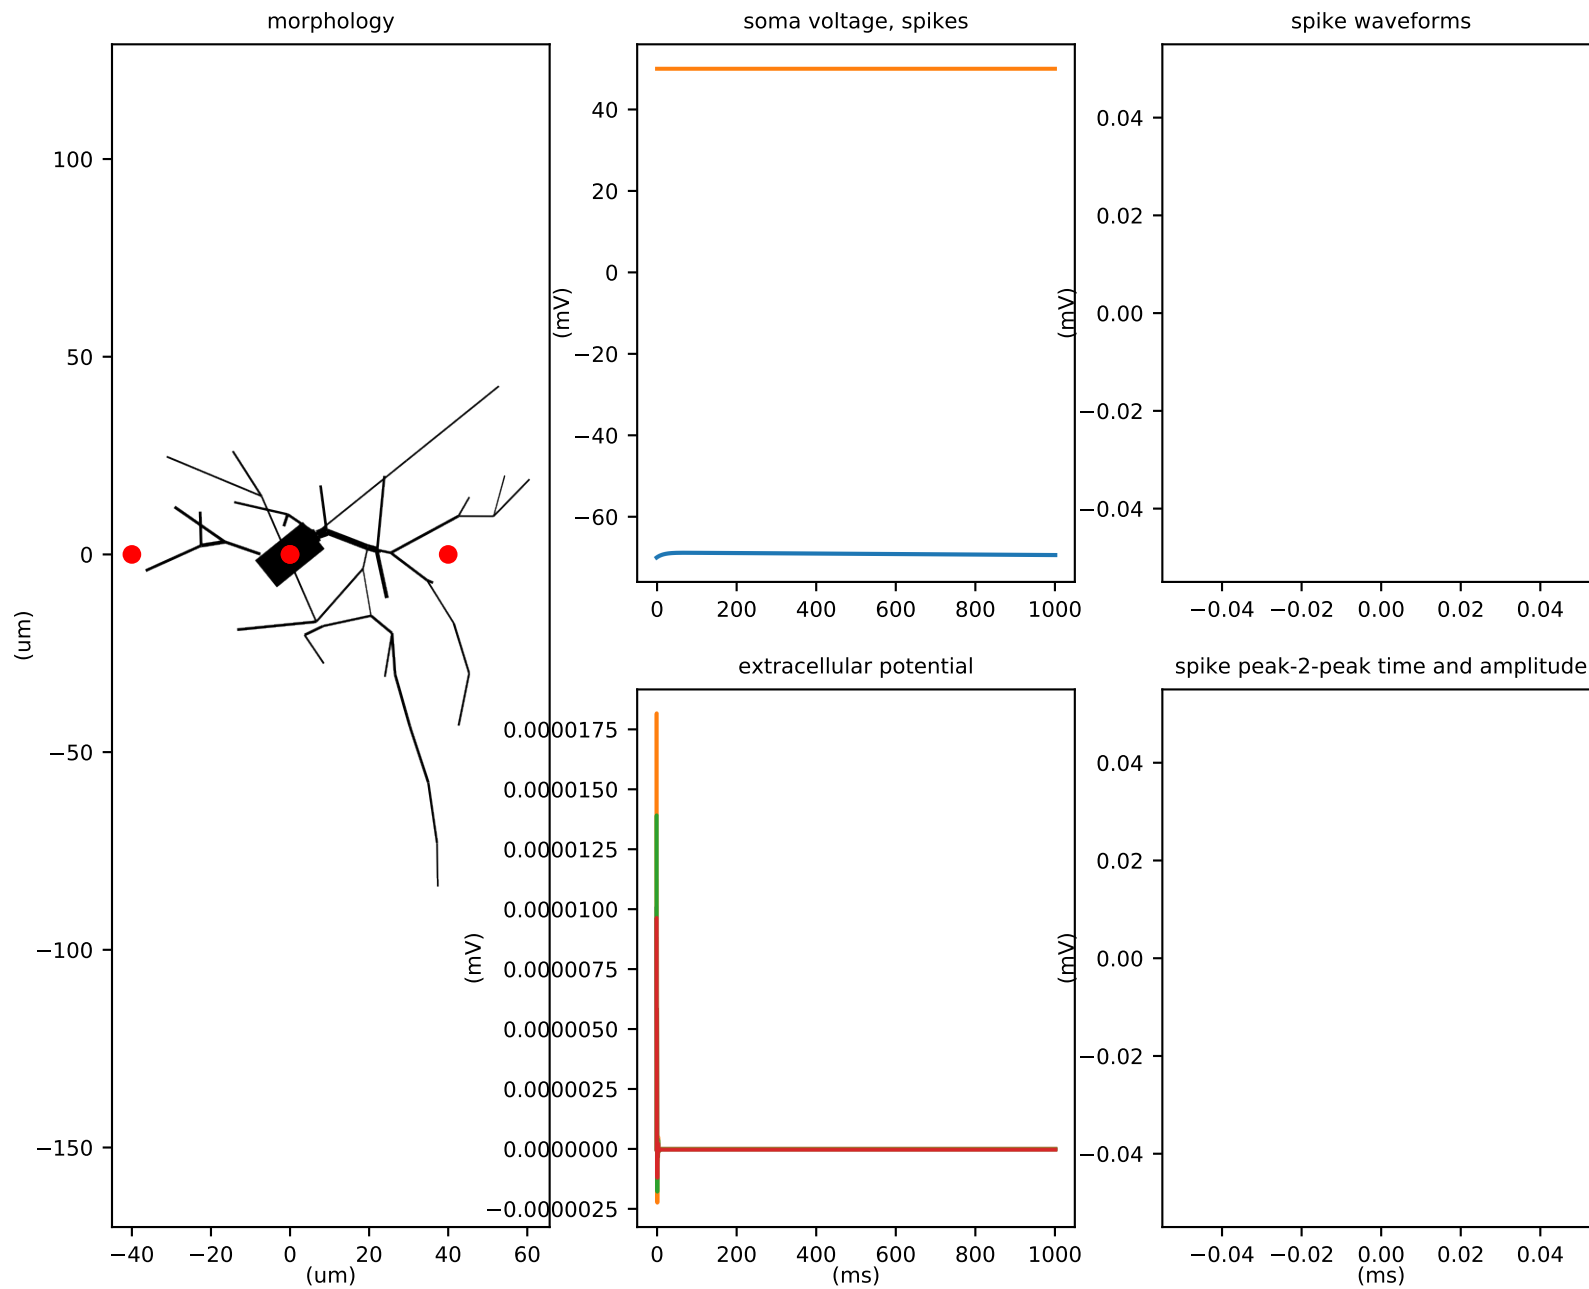 morphology
soma voltage, spikes
spike waveforms
100
50
0
−50
−100
−150
(um)
−40 −20 0 20 40 60
(um)
40
20
0
−20
−40
−60
(mV)
0 200 400 600 800 1000
0.04
0.02
0.00
−0.02
−0.04
(mV)
−0.04 −0.02 0.00 0.02 0.04
extracellular potential
spike peak-2-peak time and amplitude
0.0000175
0.0000150
0.0000125
0.0000100
0.0000075
0.0000050
0.0000025
0.0000000
−0.0000025
(mV)
0 200 400 600 800 1000
(ms)
0.04
0.02
0.00
−0.02
−0.04
(mV)
−0.04 −0.02 0.00 0.02 0.04
(ms)